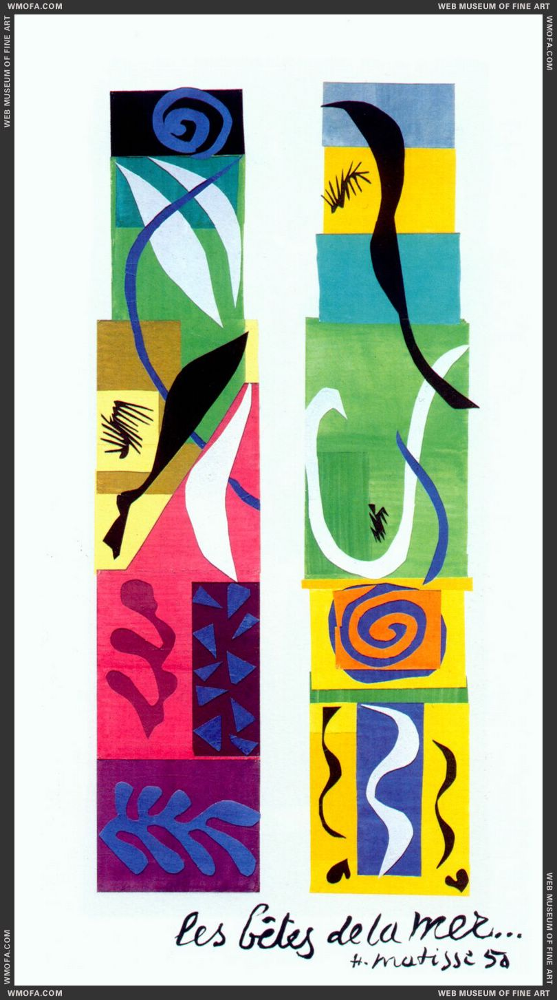 WMOFA.COM WEB MUSEUM OF FINE ART
WEB MUSEUM OF FINE ART
WMOFA.COM
les bêtes de la mer...
H. matisse 50
WMOFA.COM
WEB MUSEUM OF FINE ART
WMOFA.COM WEB MUSEUM OF FINE ART